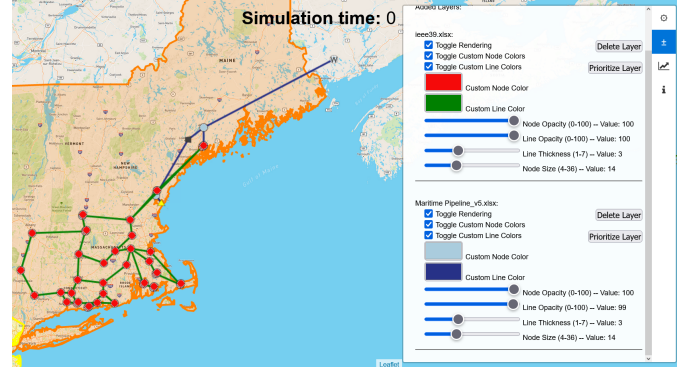 Simulation time: 0
Added Layers:
ieee39.xlsx:
Toggle Rendering
Delete Layer
Toggle Custom Node Colors
Toggle Custom Line Colors
Prioritize Layer
Custom Node Color
Custom Line Color
Node Opacity (0-100) -- Value: 100
Line Opacity (0-100) -- Value: 100
Line Thickness (1-7) -- Value: 3
Node Size (4-36) -- Value: 14
Maritime Pipeline_v5.xlsx:
Toggle Rendering
Delete Layer
Toggle Custom Node Colors
Toggle Custom Line Colors
Prioritize Layer
Custom Node Color
Custom Line Color
Node Opacity (0-100) -- Value: 100
Line Opacity (0-100) -- Value: 99
Line Thickness (1-7) -- Value: 3
Node Size (4-36) -- Value: 14
MAINE
VERMONT
NEW
HAMPSHIRE
MASSACHUSETTS
Leaflet